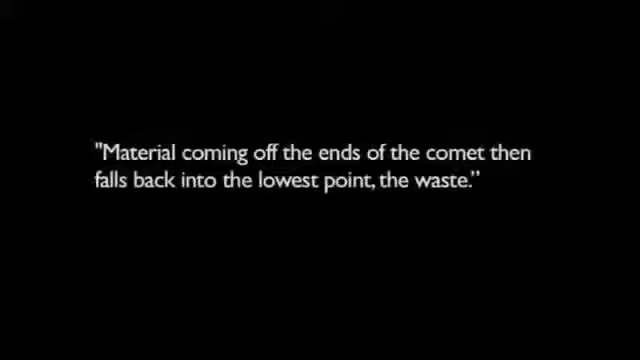 "Material coming off the ends of the comet then
falls back into the lowest point, the waste.”